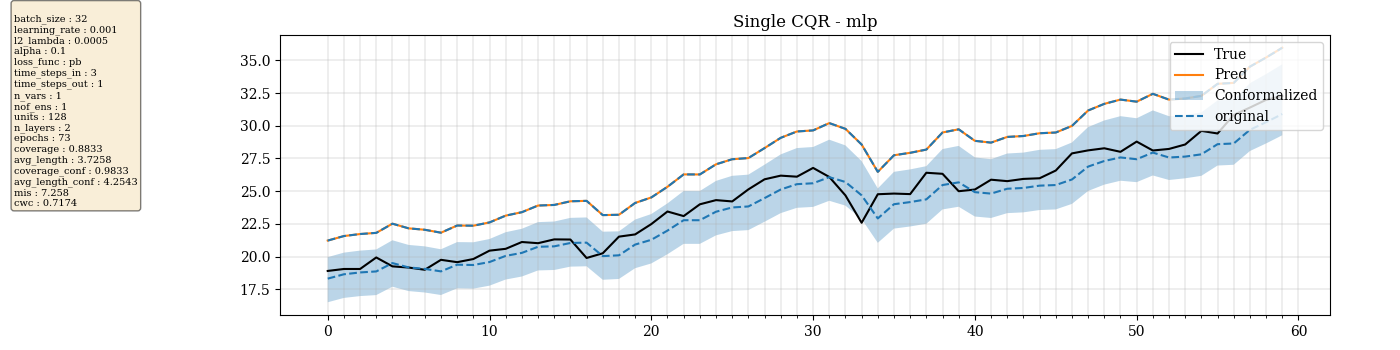 batch_size : 32
learning_rate : 0.001
l2_lambda : 0.0005
alpha : 0.1
loss_func : pb
time_steps_in : 3
time_steps_out : 1
n_vars : 1
nof_ens : 1
units : 128
n_layers : 2
epochs : 73
coverage : 0.8833
avg_length : 3.7258
coverage_conf : 0.9833
avg_length_conf : 4.2543
mis : 7.258
cwc : 0.7174
Single CQR - mlp
35.0
32.5
30.0
27.5
25.0
22.5
20.0
17.5
True
Pred
Conformalized
original
0 10 20 30 40 50 60